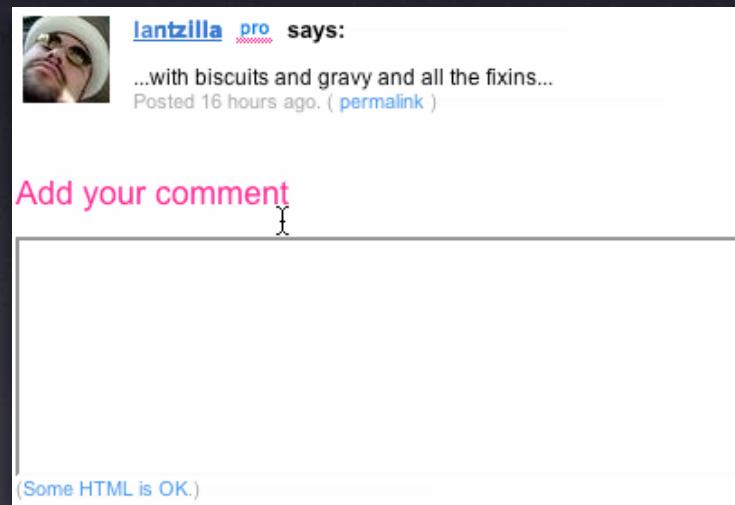 lantzilla pro says:
...with biscuits and gravy and all the fixins...
Posted 16 hours ago. ( permalink )
Add your comment
(Some HTML is OK.)